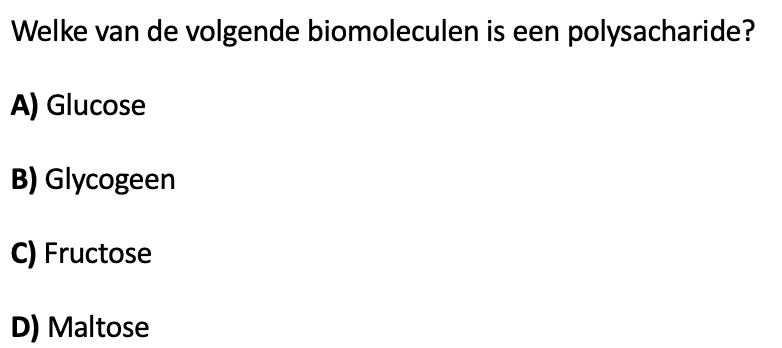 Welke van de volgende biomoleculen is een polysacharide?
A) Glucose
B) Glycogeen
C) Fructose
D) Maltose